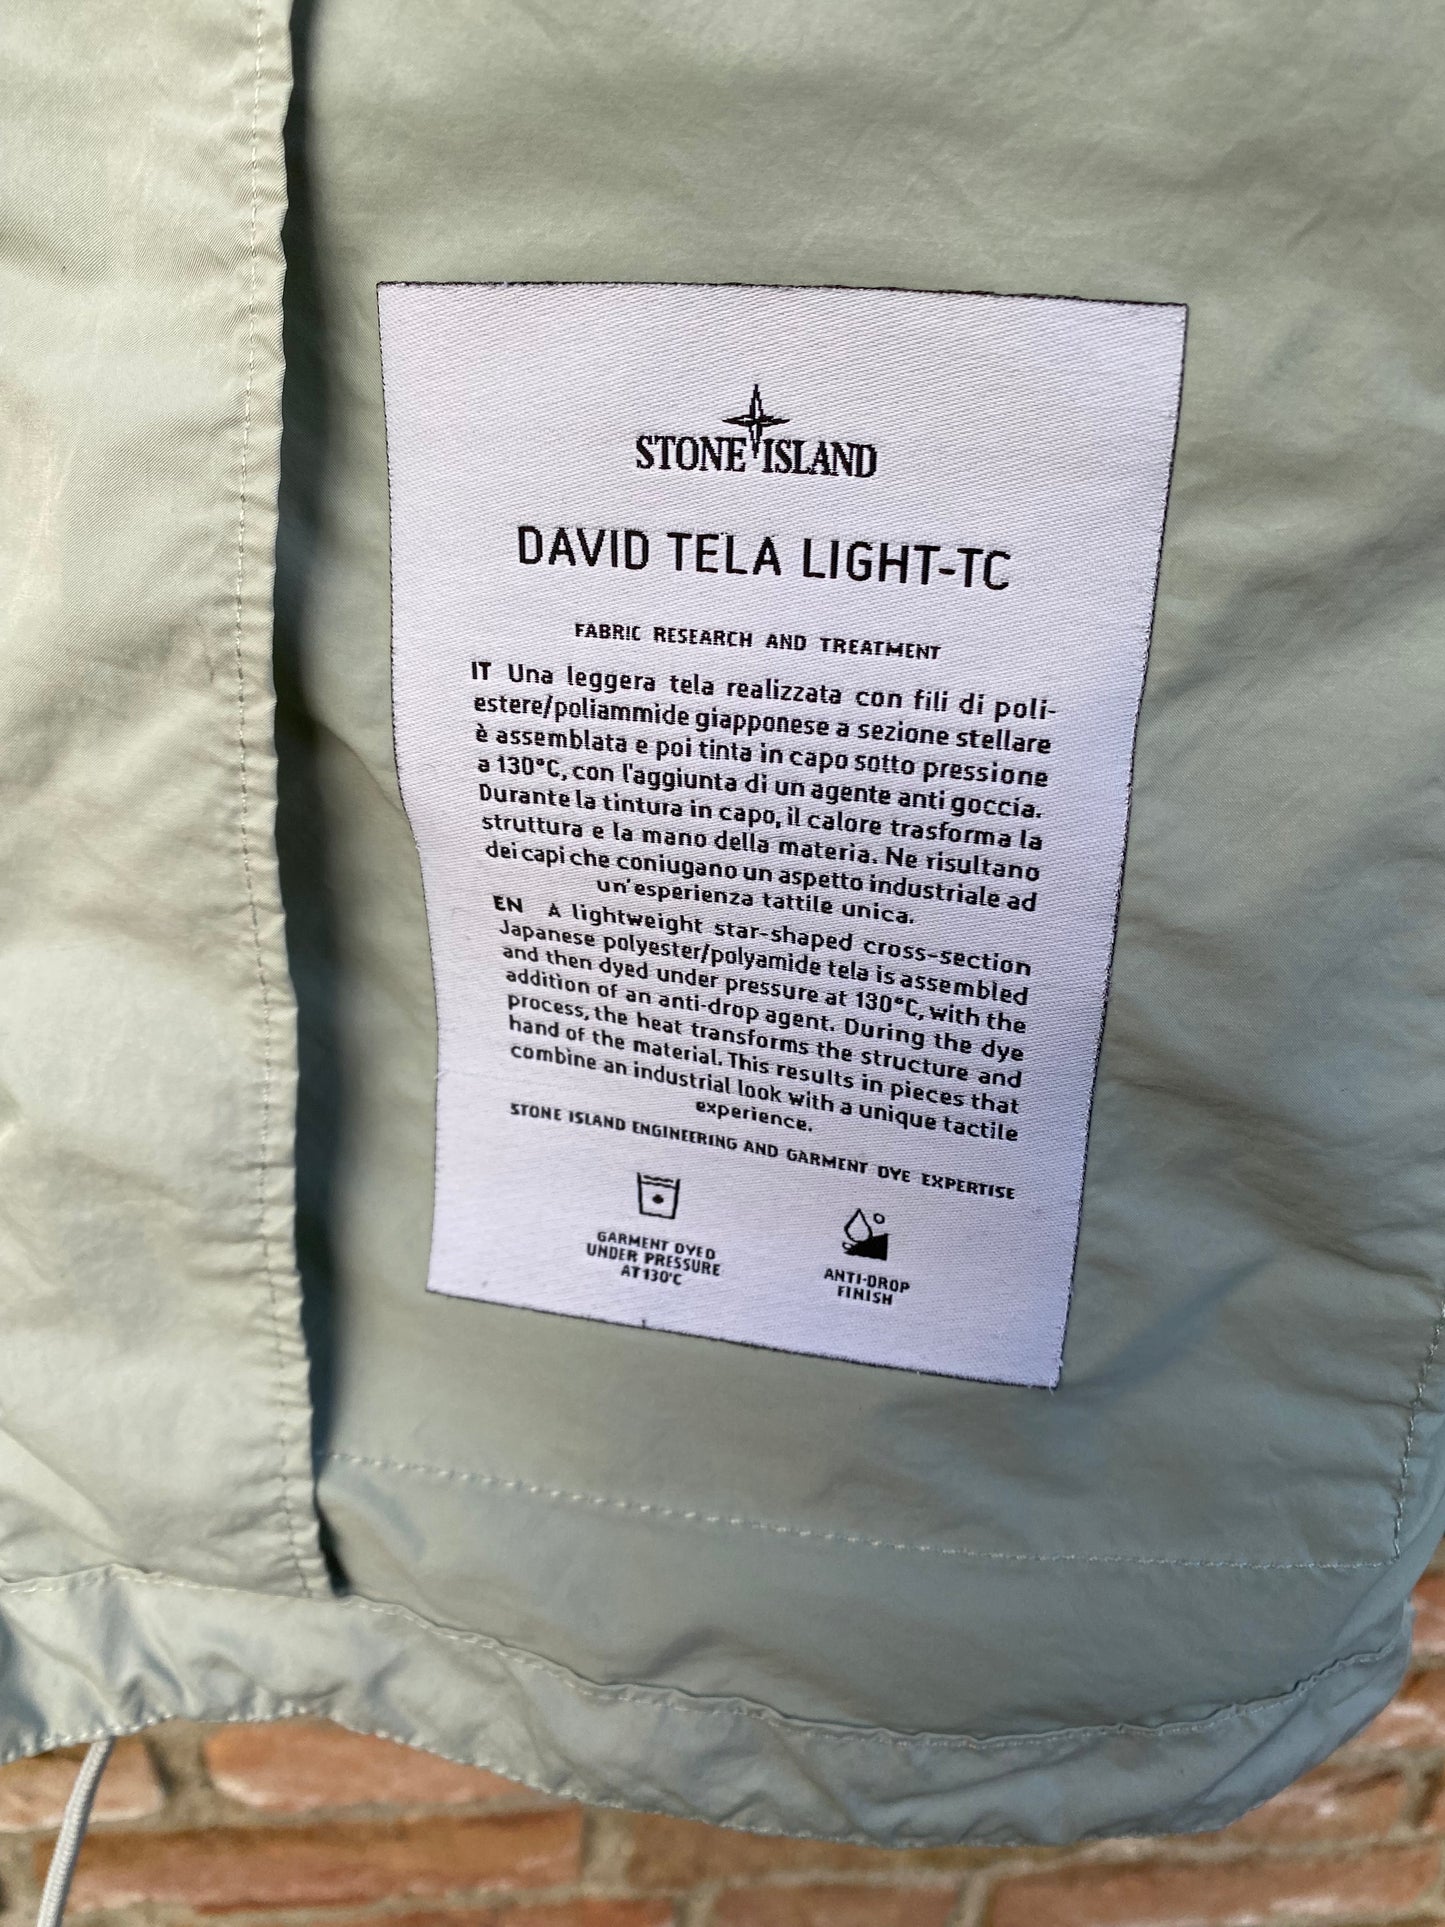 STONE ISLAND
DAVID TELA LIGHT-TC
FABRIC RESEARCH AND TREATMENT
IT Una leggera tela realizzata con fili di poli-
estere/poliammide giapponese a sezione stellare
è assemblata e poi tinta in capo sotto pressione
a 130°C, con l'aggiunta di un agente anti goccia.
Durante la tintura in capo, il calore trasforma la
struttura e la mano della materia. Ne risultano
dei capi che coniugano un aspetto industriale ad
un'esperienza tattile unica.
EN A lightweight star-shaped cross-section
Japanese polyester/polyamide tela is assembled
and then dyed under pressure at 130°C, with the
addition of an anti-drop agent. During the dye
process, the heat transforms the structure and
hand of the material. This results in pieces that
combine an industrial look with a unique tactile
experience.
STONE ISLAND ENGINEERING AND GARMENT DYE EXPERTISE
GARMENT DYED
UNDER PRESSURE
AT 130°C
ANTI-DROP
FINISH